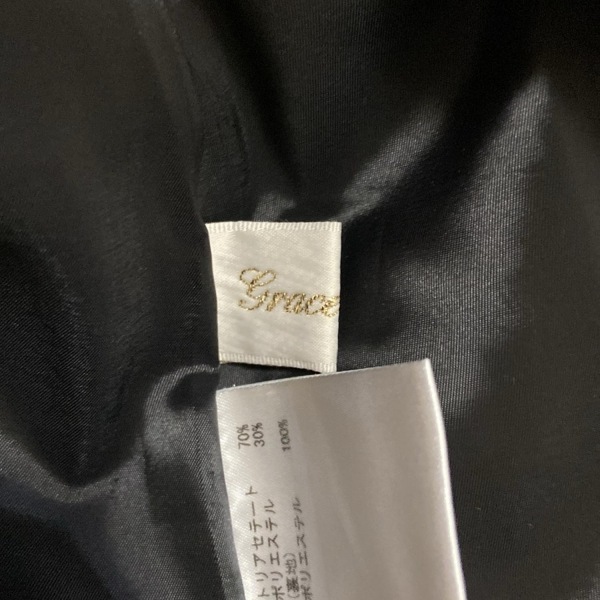 Grace
トリアセテート 70%
ポリエステル 30%
(裏地)
ポリエステル 100%